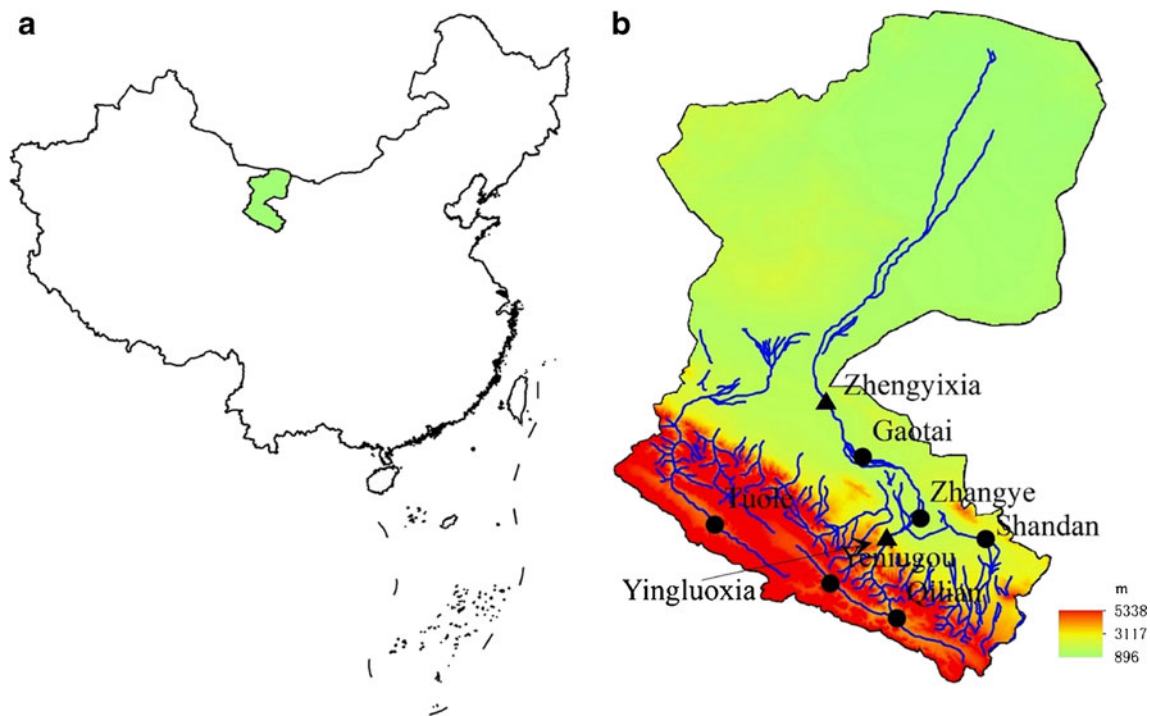 a
b
Zhengyixia
Gaotai
Zhangye
Tuole
Shandan
Yeniugou
Yingluoxia
Qilian
m
5338
3117
896